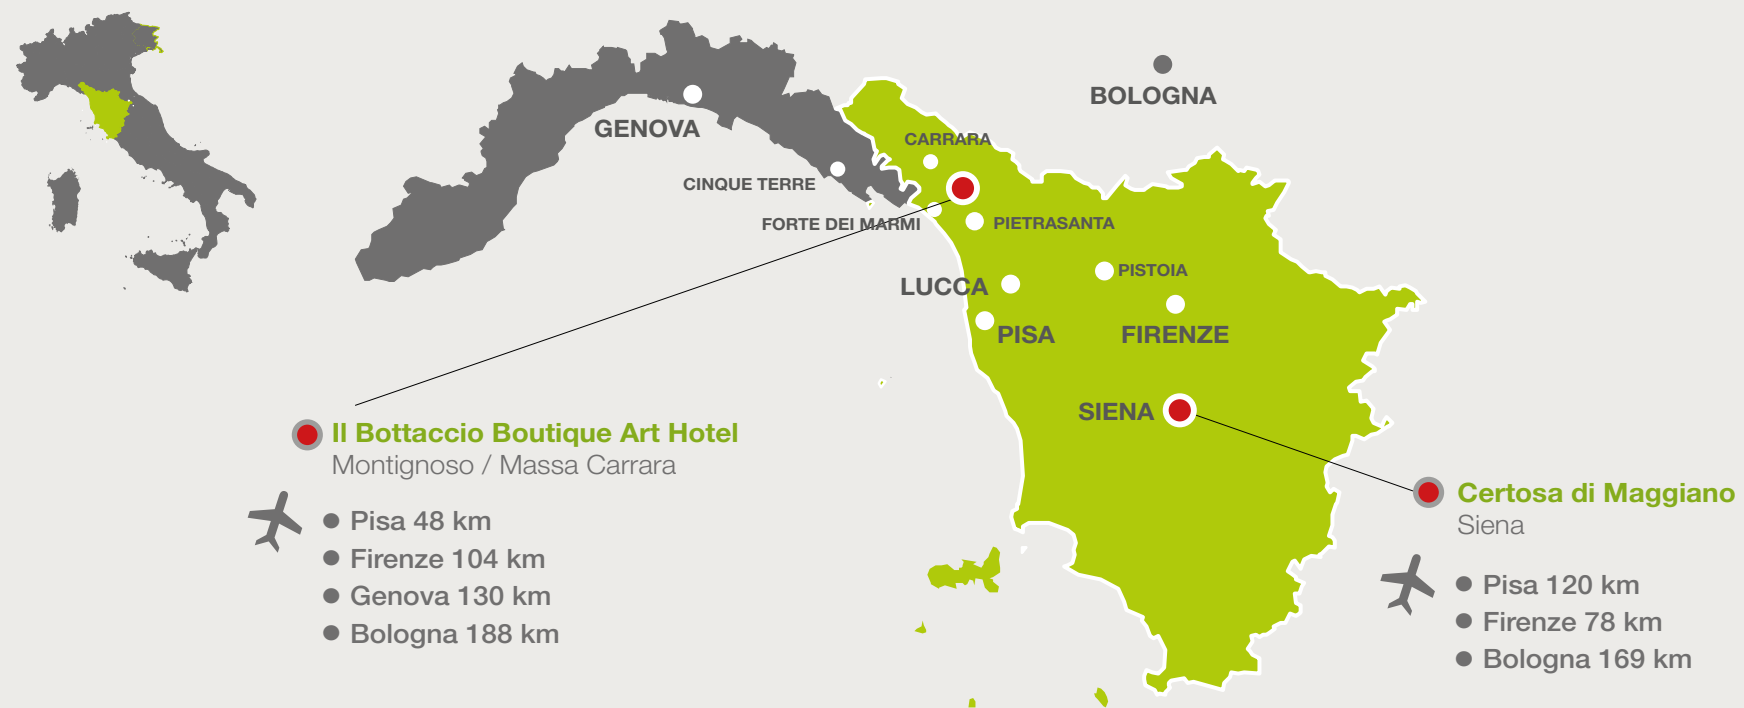 BOLOGNA
GENOVA
CARRARA
CINQUE TERRE
FORTE DEI MARMI
PIETRASANTA
PISTOIA
LUCCA
PISA
FIRENZE
SIENA
Il Bottaccio Boutique Art Hotel
Montignoso / Massa Carrara
Pisa 48 km
Firenze 104 km
Genova 130 km
Bologna 188 km
Certosa di Maggiano
Siena
Pisa 120 km
Firenze 78 km
Bologna 169 km